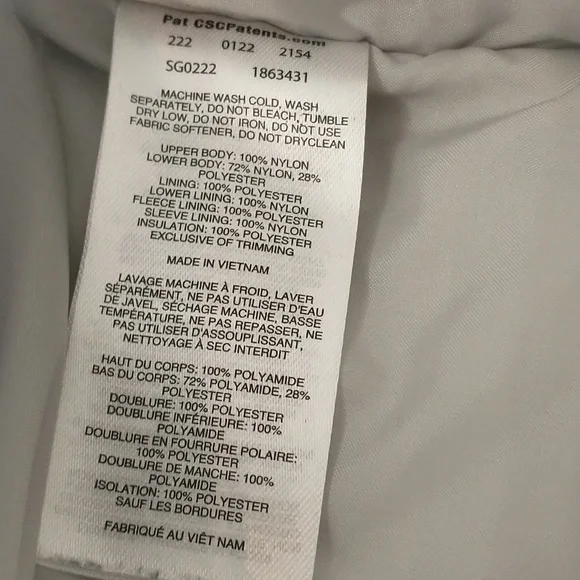 Pat CSCPatents.com
222 0122 2154
SG0222 1863431
MACHINE WASH COLD, WASH
SEPARATELY, DO NOT BLEACH, TUMBLE
DRY LOW, DO NOT IRON, DO NOT USE
FABRIC SOFTENER, DO NOT DRYCLEAN
UPPER BODY: 100% NYLON
LOWER BODY: 72% NYLON, 28%
POLYESTER
LINING: 100% POLYESTER
LOWER LINING: 100% NYLON
FLEECE LINING: 100% POLYESTER
SLEEVE LINING: 100% NYLON
INSULATION: 100% POLYESTER
EXCLUSIVE OF TRIMMING
MADE IN VIETNAM
LAVAGE MACHINE À FROID, LAVER
SÉPARÉMENT, NE PAS UTILISER D'EAU
DE JAVEL, SÉCHAGE MACHINE, BASSE
TEMPÉRATURE, NE PAS REPASSER, NE
PAS UTILISER D'ASSOUPLISSANT,
NETTOYAGE À SEC INTERDIT
HAUT DU CORPS: 100% POLYAMIDE
BAS DU CORPS: 72% POLYAMIDE, 28%
POLYESTER
DOUBLURE: 100% POLYESTER
DOUBLURE INFÉRIEURE: 100%
POLYAMIDE
DOUBLURE EN FOURRURE POLAIRE:
100% POLYESTER
DOUBLURE DE MANCHE: 100%
POLYAMIDE
ISOLATION: 100% POLYESTER
SAUF LES BORDURES
FABRIQUÉ AU VIÊT NAM